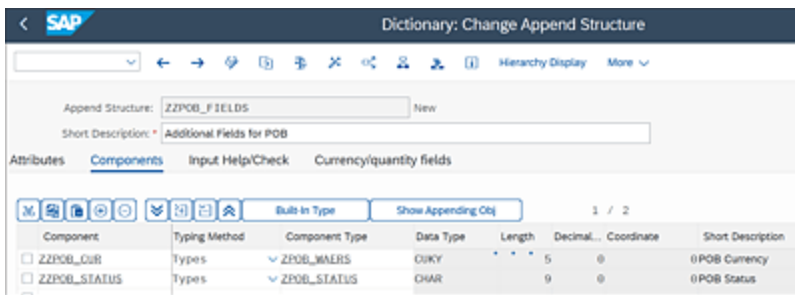 SAP
Dictionary: Change Append Structure
Hierarchy Display More
Append Structure: ZZPOB_FIELDS New
Short Description: * Additional Fields for POB
Attributes Components Input Help/Check Currency/quantity fields
Built-In Type Show Appending Obj 1 / 2
Component Typing Method Component Type Data Type Length Decimal... Coordinate Short Description
ZZPOB_CUR Types ZPOB_WAERS CUKY 5 0 0 POB Currency
ZZPOB_STATUS Types ZPOB_STATUS CHAR 9 0 0 POB Status